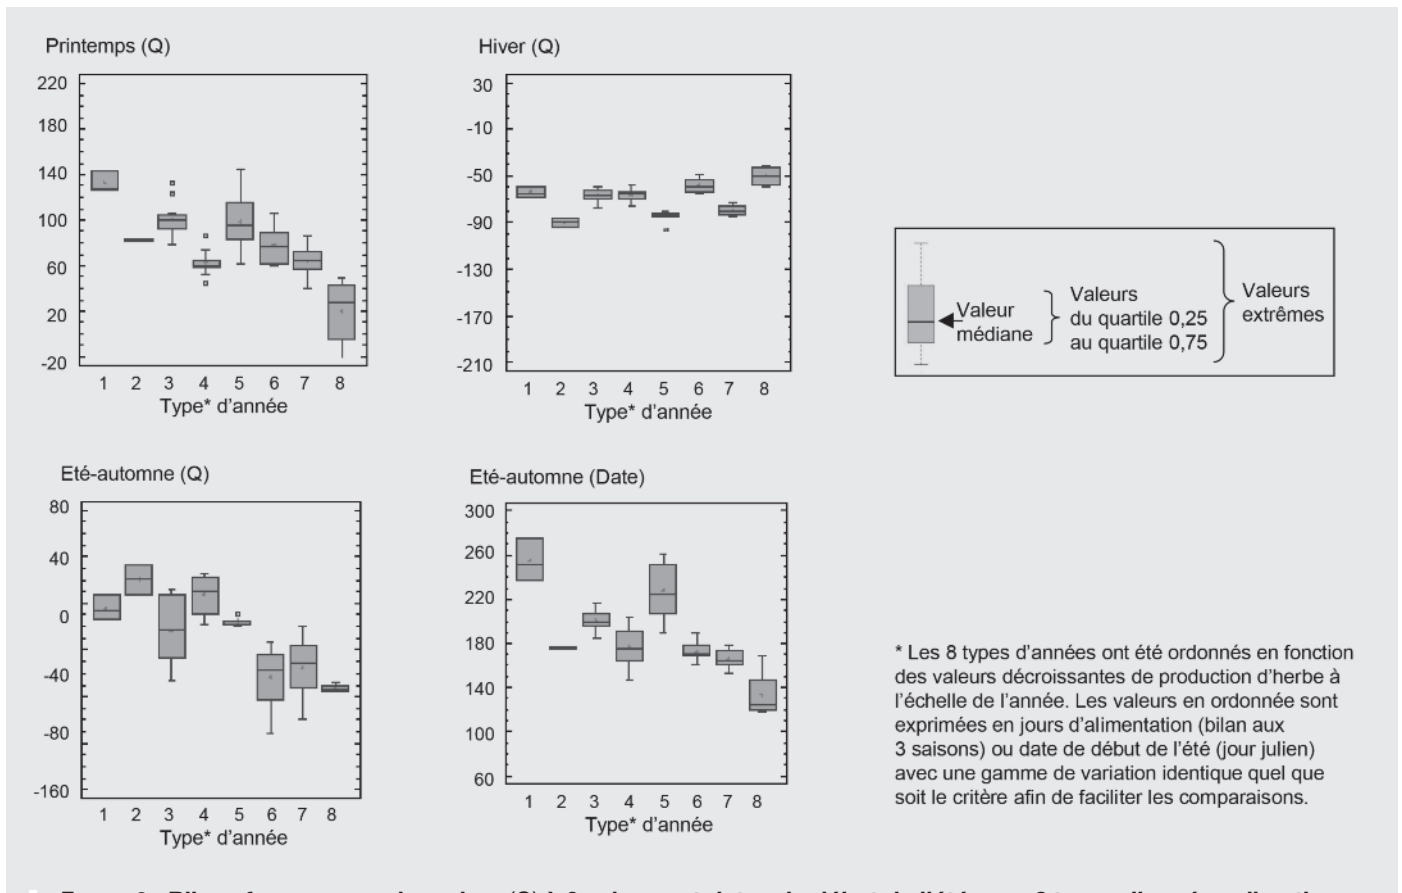 Printemps (Q)
220
180
140
100
60
20
-20
1 2 3 4 5 6 7 8
Type* d'année
Hiver (Q)
30
-10
-50
-90
-130
-170
-210
1 2 3 4 5 6 7 8
Type* d'année
Valeur
médiane
Valeurs
du quartile 0,25
au quartile 0,75
Valeurs
extrêmes
Eté-automne (Q)
80
40
0
-40
-80
-160
1 2 3 4 5 6 7 8
Type* d'année
Eté-automne (Date)
300
260
220
180
140
100
60
1 2 3 4 5 6 7 8
Type* d'année
* Les 8 types d'années ont été ordonnés en fonction
des valeurs décroissantes de production d'herbe à
l'échelle de l'année. Les valeurs en ordonnée sont
exprimées en jours d'alimentation (bilan aux
3 saisons) ou date de début de l'été (jour julien)
avec une gamme de variation identique quel que
soit le critère afin de faciliter les comparaisons.